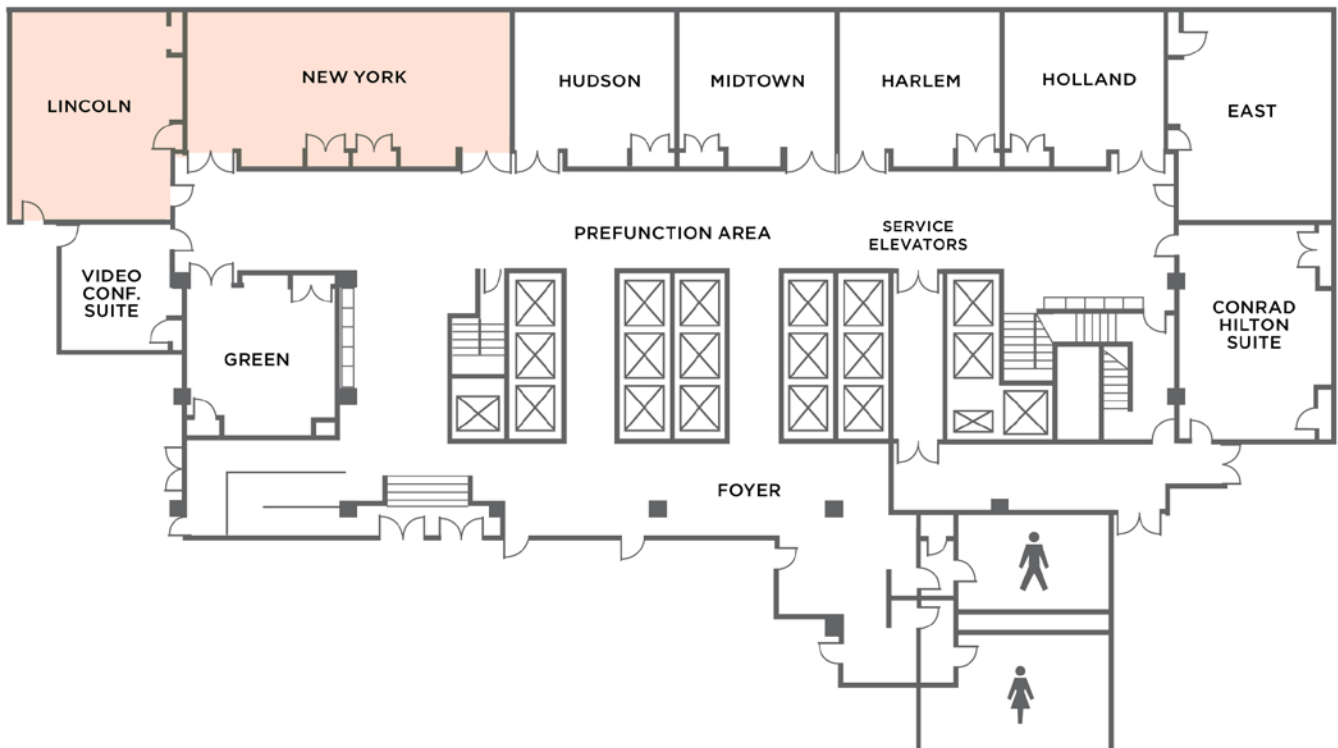 LINCOLN
NEW YORK
HUDSON
MIDTOWN
HARLEM
HOLLAND
EAST
PREFUNCTION AREA
SERVICE
ELEVATORS
VIDEO
CONF.
SUITE
GREEN
CONRAD
HILTON
SUITE
FOYER